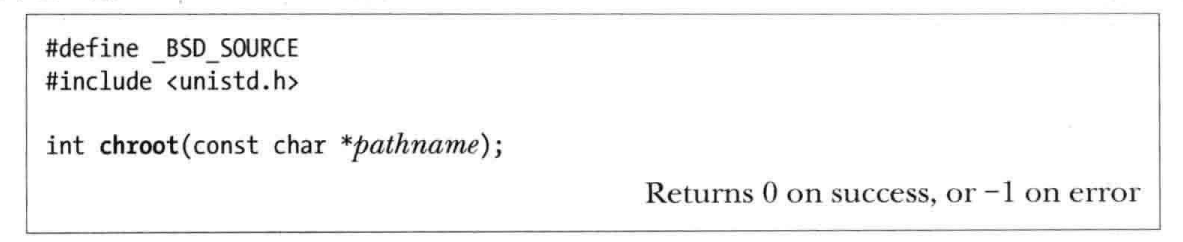 #define _BSD_SOURCE
#include <unistd.h>
int chroot(const char *pathname);
Returns 0 on success, or −1 on error